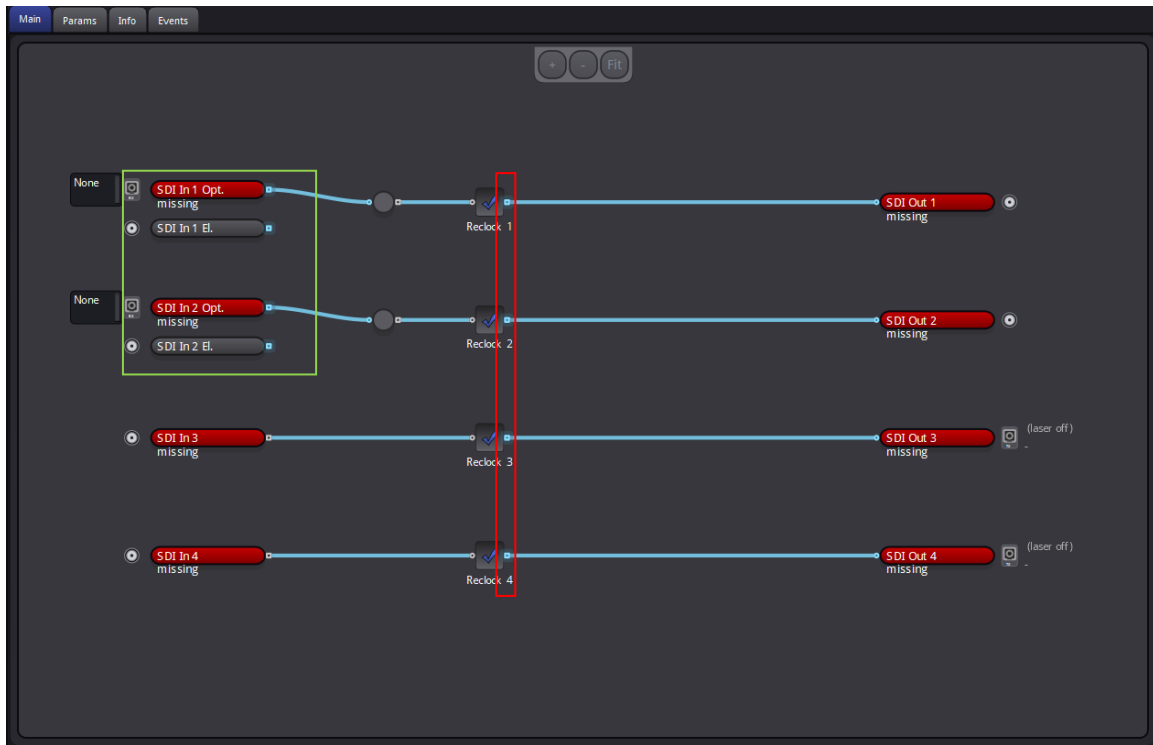 Main Params Info Events
+ - Fit
None
SDI In 1 Opt.
missing
SDI In 1 El.
Reclock 1
SDI Out 1
missing
None
SDI In 2 Opt.
missing
SDI In 2 El.
Reclock 2
SDI Out 2
missing
SDI In 3
missing
Reclock 3
SDI Out 3
missing
(laser off)
-
SDI In 4
missing
Reclock 4
SDI Out 4
missing
(laser off)
-